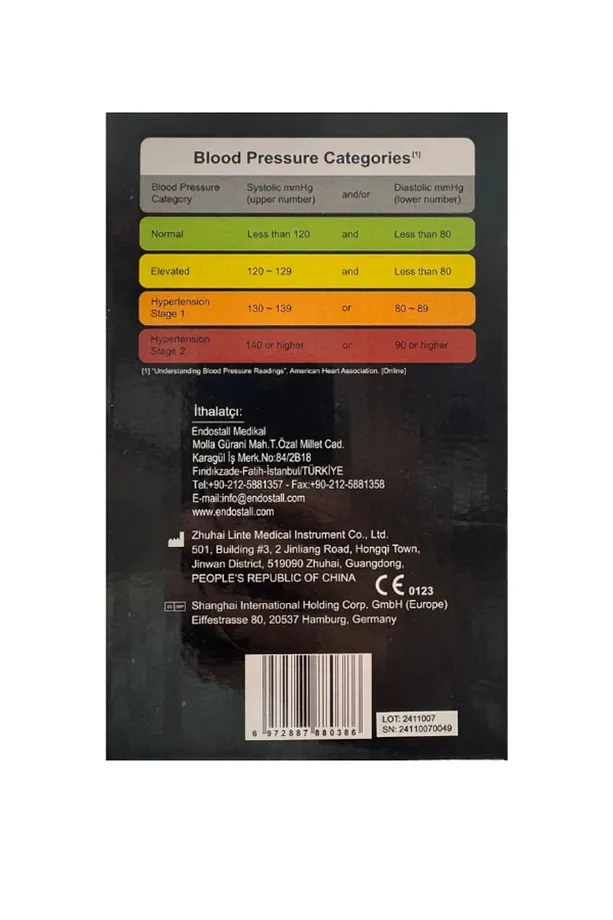 Blood Pressure Categories[1]
Blood Pressure Category Systolic mmHg (upper number) and/or Diastolic mmHg (lower number)
Normal Less than 120 and Less than 80
Elevated 120 ~ 129 and Less than 80
Hypertension Stage 1 130 ~ 139 or 80 ~ 89
Hypertension Stage 2 140 or higher or 90 or higher
[1] "Understanding Blood Pressure Readings", American Heart Association. [Online]
İthalatçı:
Endostall Medikal
Molla Gürani Mah.T.Özal Millet Cad.
Karagül İş Merk.No:84/2B18
Fındıkzade-Fatih-İstanbul/TÜRKİYE
Tel:+90-212-5881357 - Fax:+90-212-5881358
E-mail:info@endostall.com
www.endostall.com
Zhuhai Linte Medical Instrument Co., Ltd.
501, Building #3, 2 Jinliang Road, Hongqi Town,
Jinwan District, 519090 Zhuhai, Guangdong,
PEOPLE'S REPUBLIC OF CHINA CE 0123
EC REP Shanghai International Holding Corp. GmbH (Europe)
Eiffestrasse 80, 20537 Hamburg, Germany
6 972887 880386
LOT: 2411007
SN: 24110070049